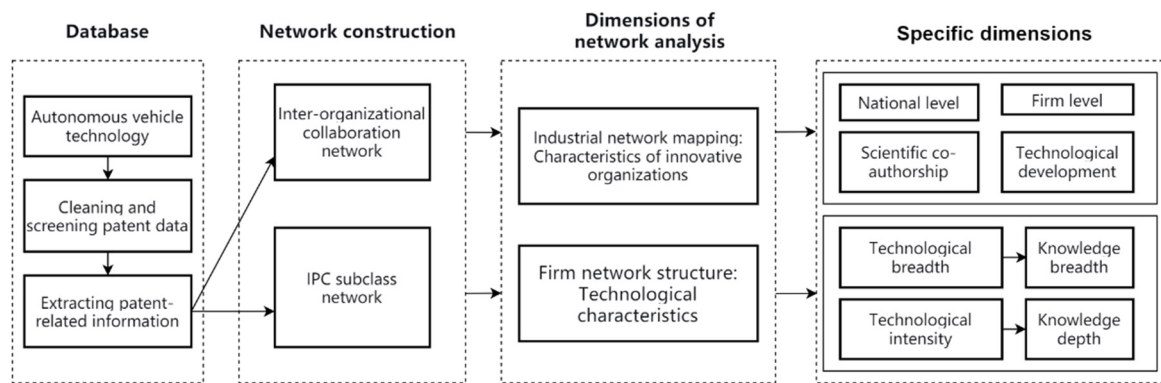 Database
Autonomous vehicle
technology
Cleaning and
screening patent data
Extracting patent-
related information
Network construction
Inter-organizational
collaboration
network
IPC subclass
network
Dimensions of
network analysis
Industrial network mapping:
Characteristics of innovative
organizations
Firm network structure:
Technological
characteristics
Specific dimensions
National level
Firm level
Scientific co-
authorship
Technological
development
Technological
breadth
Knowledge
breadth
Technological
intensity
Knowledge
depth